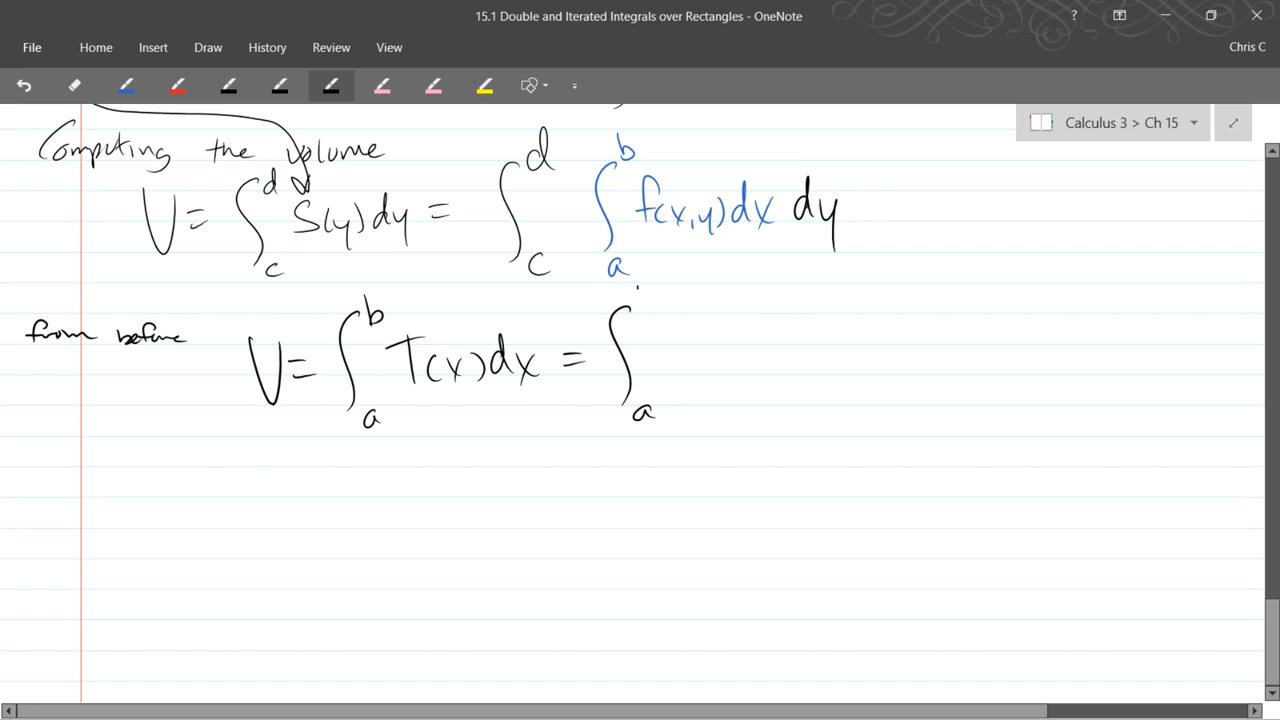 15.1 Double and Iterated Integrals over Rectangles - OneNote
File Home Insert Draw History Review View Chris C
Calculus 3 > Ch 15
Computing the volume
V = ∫_c^d S(y)dy = ∫_c^d ∫_a^b f(x,y)dx dy
from before V = ∫_a^b T(x)dx = ∫_a